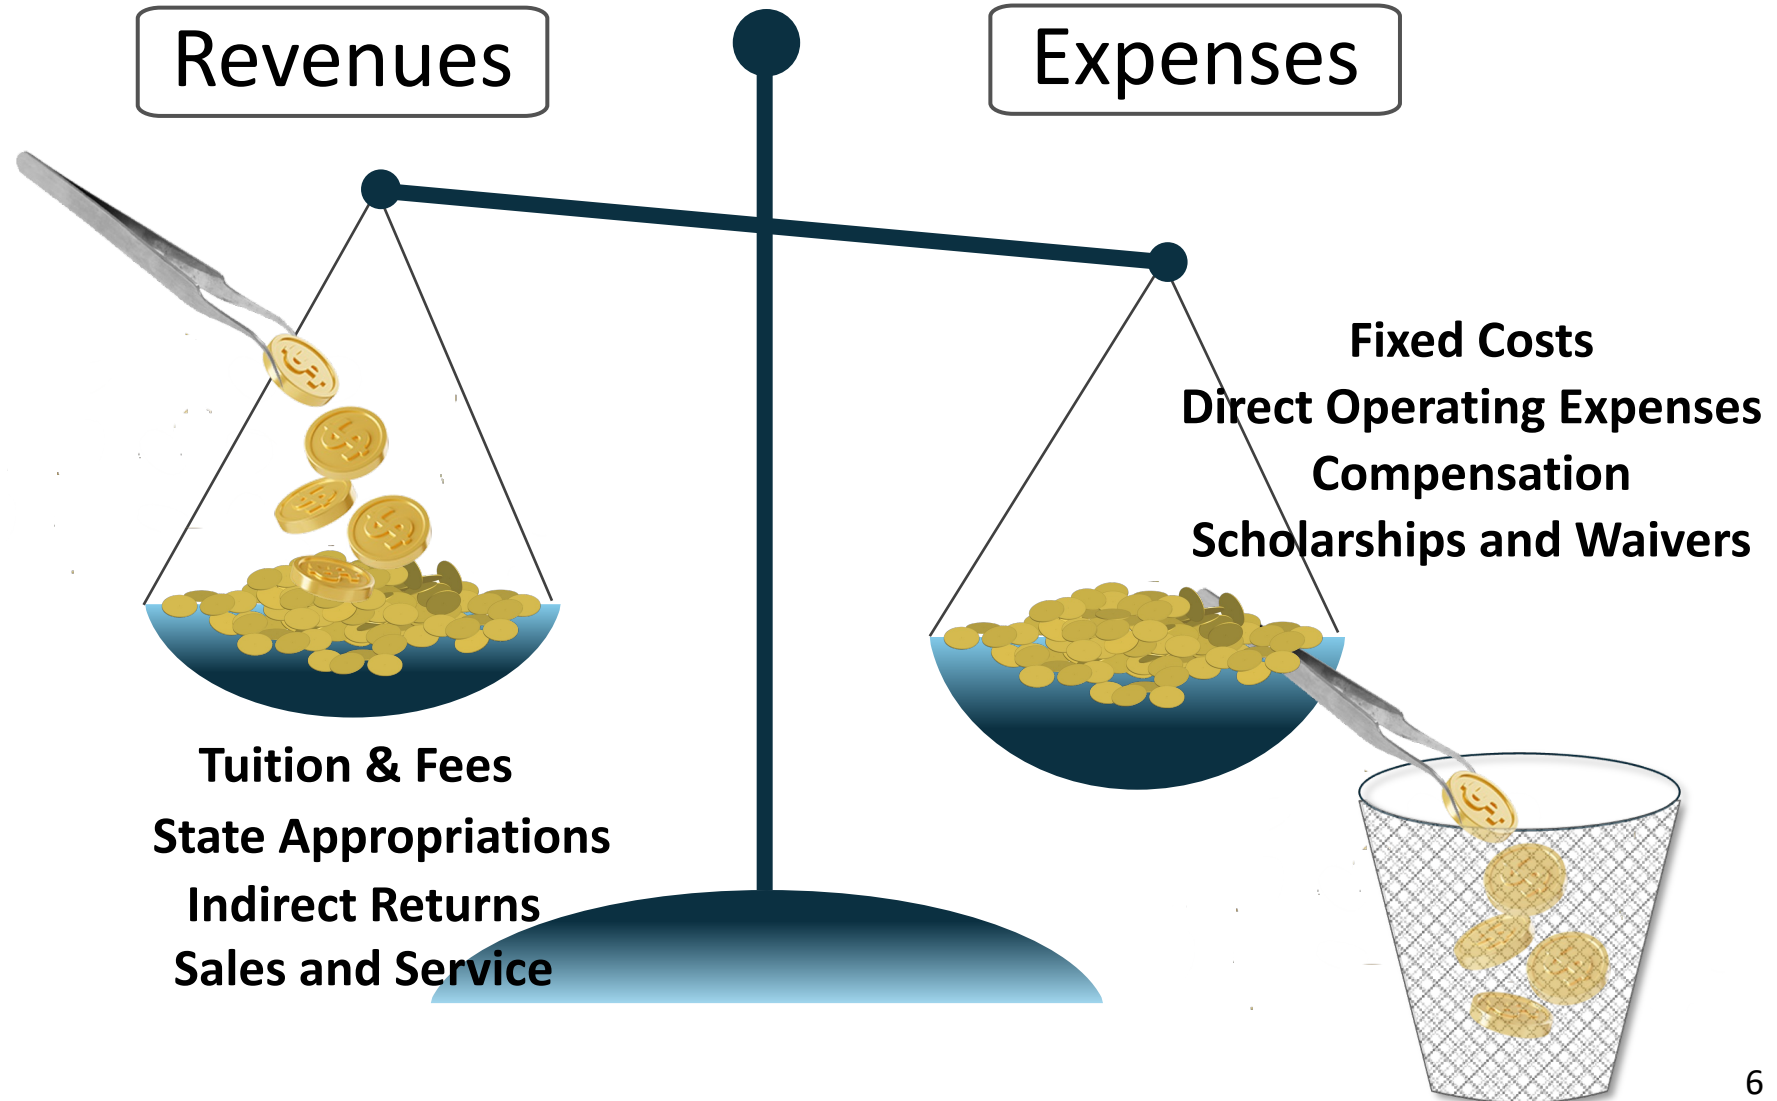 Revenues
Expenses
Fixed Costs
Direct Operating Expenses
Compensation
Scholarships and Waivers
Tuition & Fees
State Appropriations
Indirect Returns
Sales and Service
6